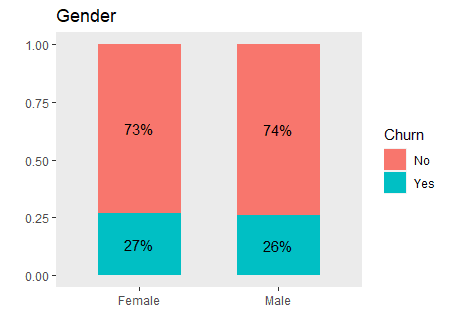 Gender
1.00
0.75
0.50
0.25
0.00
73%
74%
27%
26%
Female Male
Churn
No
Yes